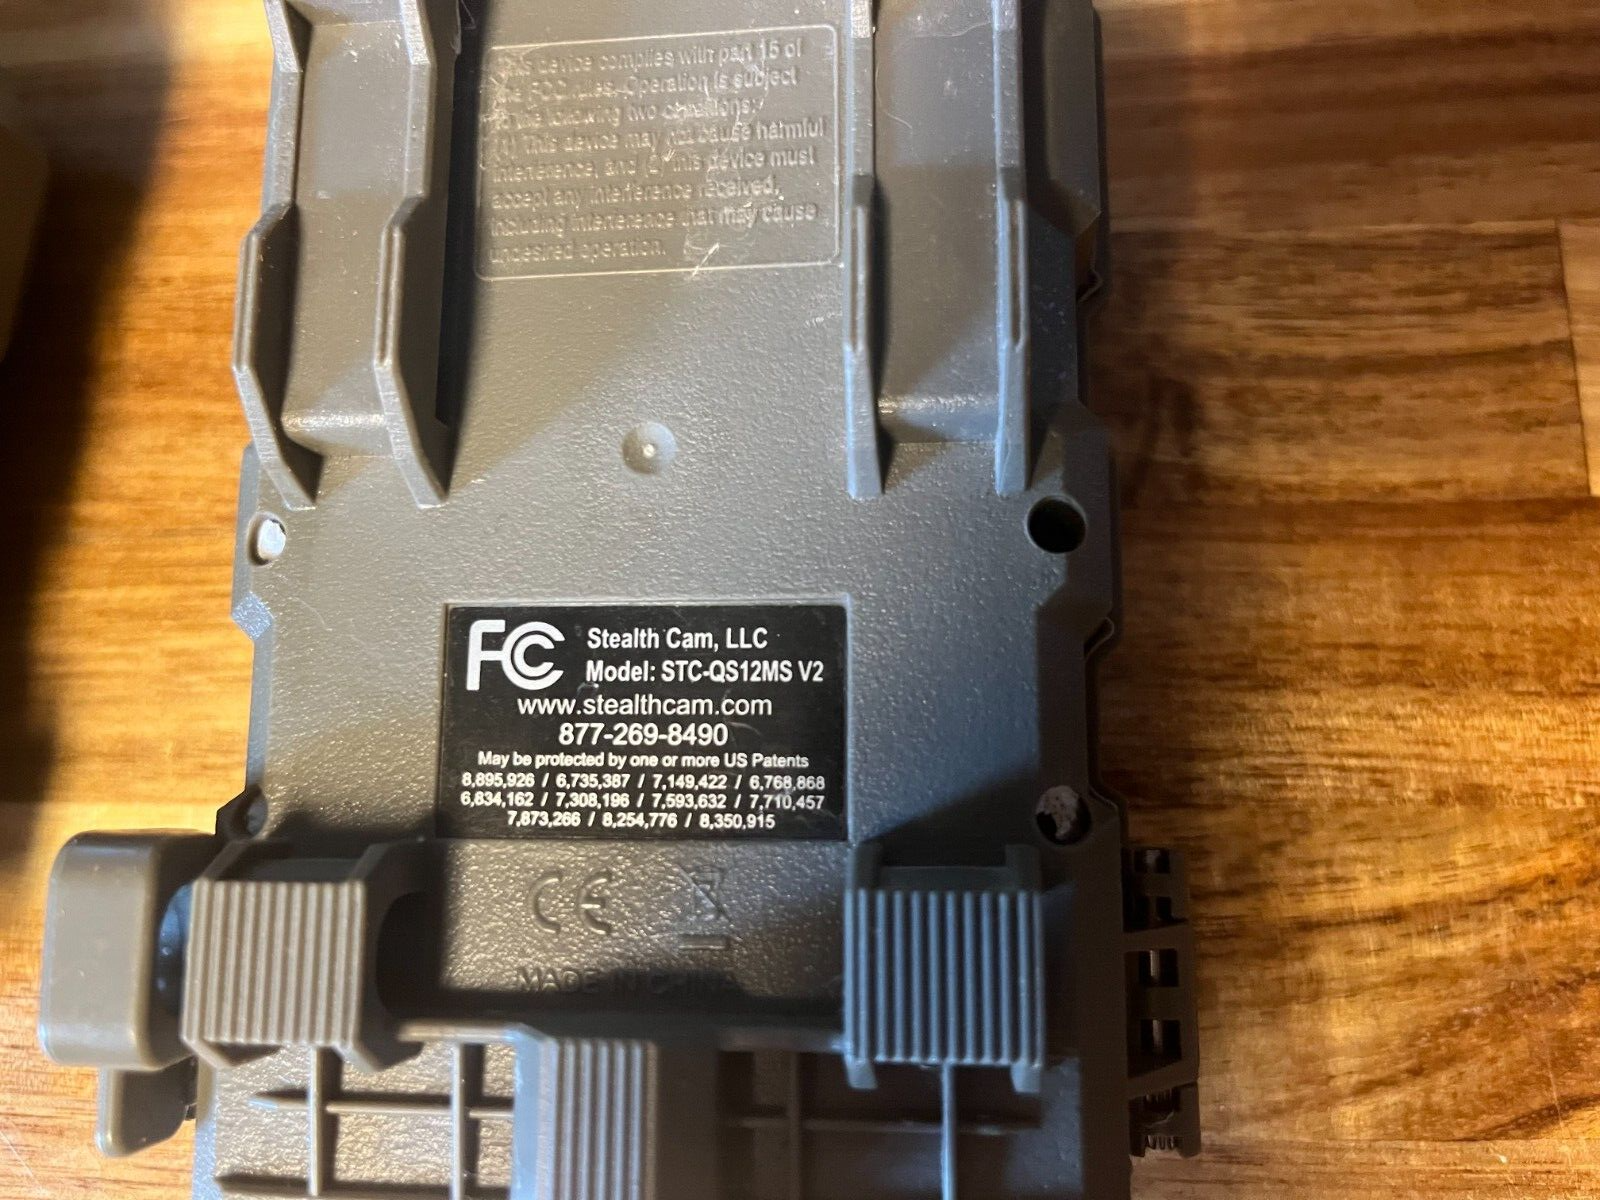 This device complies with part 15 of
the FCC rules. Operation is subject
to the following two conditions:
(1) This device may not cause harmful
interference, and (2) this device must
accept any interference received,
including interference that may cause
undesired operation.
FC
Stealth Cam, LLC
Model: STC-QS12MS V2
www.stealthcam.com
877-269-8490
May be protected by one or more US Patents
8,895,926 / 6,735,387 / 7,149,422 / 6,768,868
6,834,162 / 7,308,196 / 7,593,632 / 7,710,457
7,873,266 / 8,254,776 / 8,350,915
CE
MADE IN CHINA